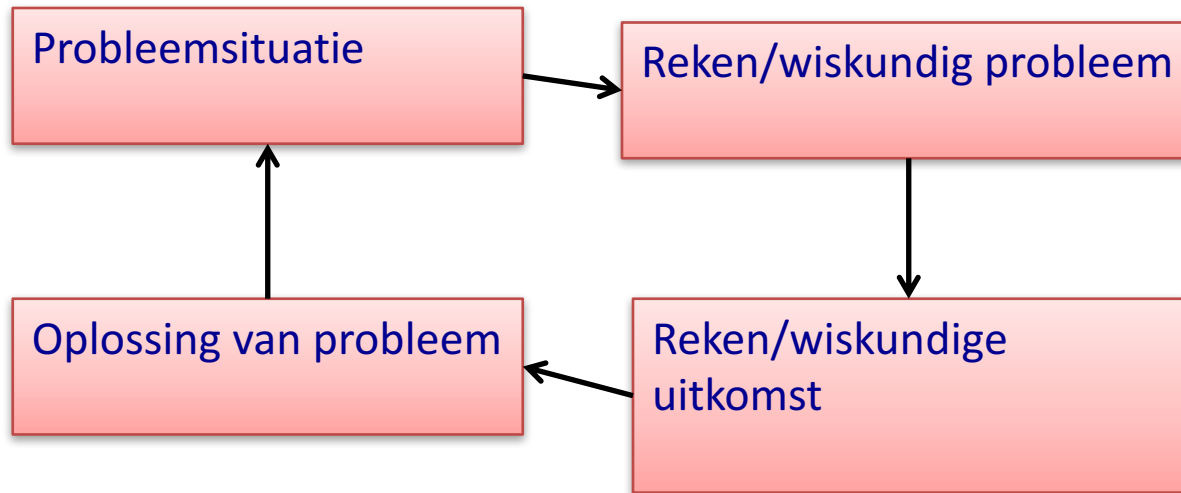 Probleemsituatie
Reken/wiskundig probleem
Oplossing van probleem
Reken/wiskundige
uitkomst